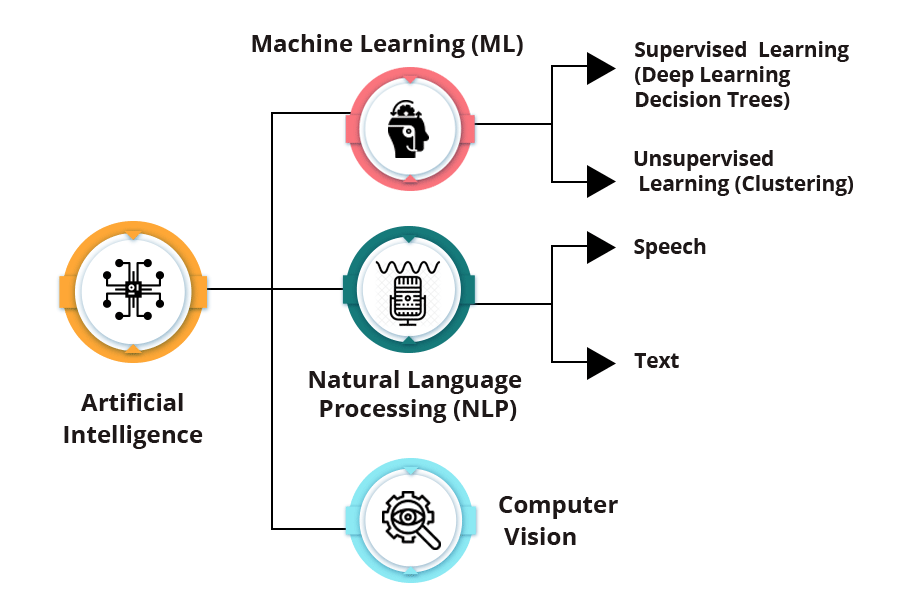 Machine Learning (ML)
Supervised Learning
(Deep Learning
Decision Trees)
Unsupervised
Learning (Clustering)
Artificial
Intelligence
Natural Language
Processing (NLP)
Speech
Text
Computer
Vision